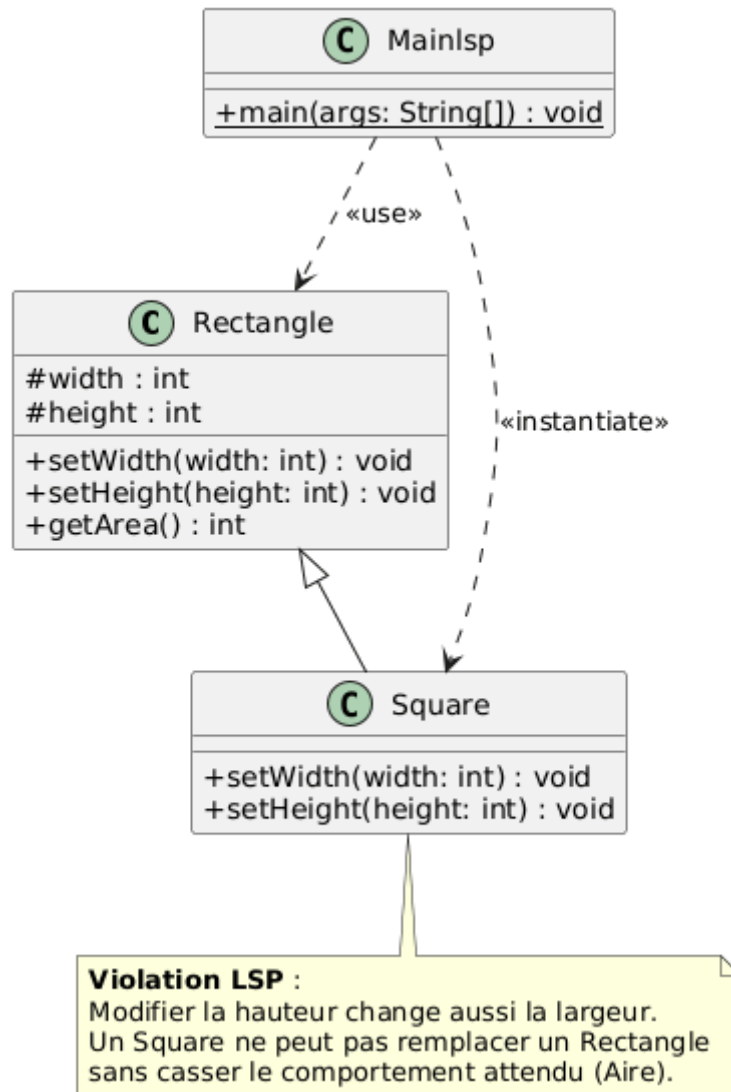 C Mainlsp
+main(args: String[]) : void
«use»
C Rectangle
#width : int
#height : int
+setWidth(width: int) : void
+setHeight(height: int) : void
+getArea() : int
«instantiate»
C Square
+setWidth(width: int) : void
+setHeight(height: int) : void
Violation LSP :
Modifier la hauteur change aussi la largeur.
Un Square ne peut pas remplacer un Rectangle
sans casser le comportement attendu (Aire).